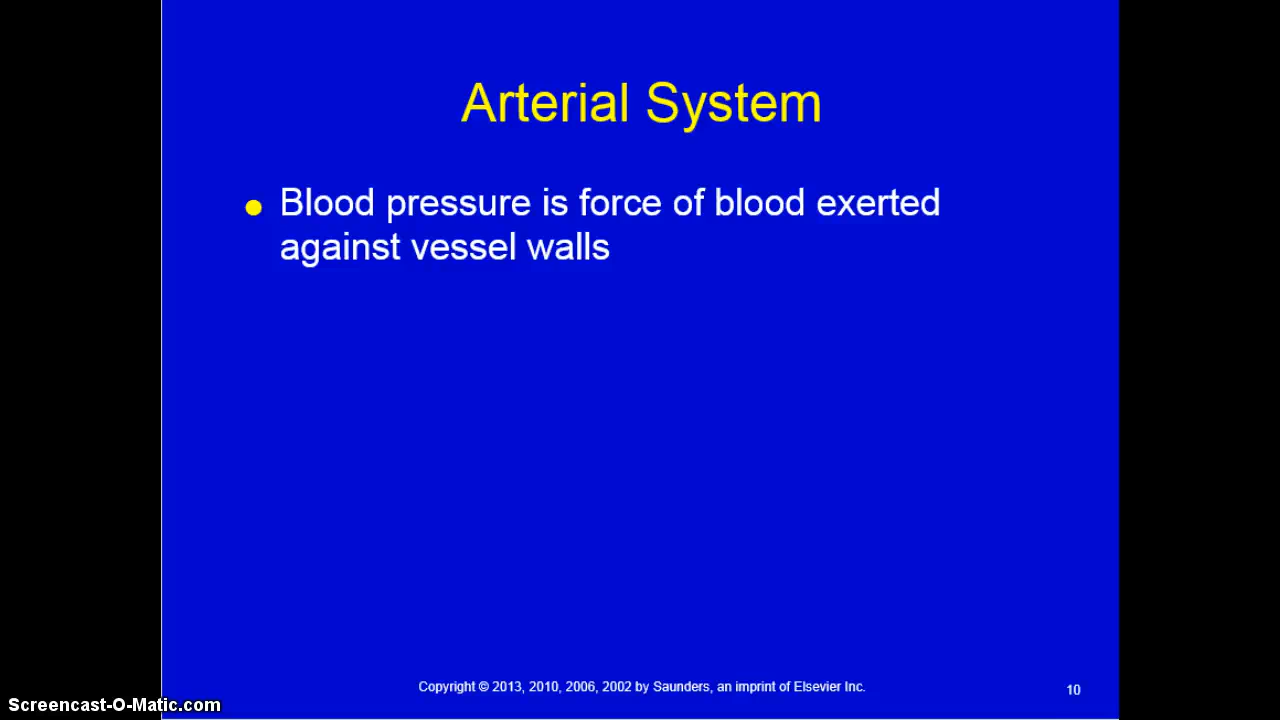 Arterial System
Blood pressure is force of blood exerted
against vessel walls
Copyright © 2013, 2010, 2006, 2002 by Saunders, an imprint of Elsevier Inc.
10
Screencast-O-Matic.com